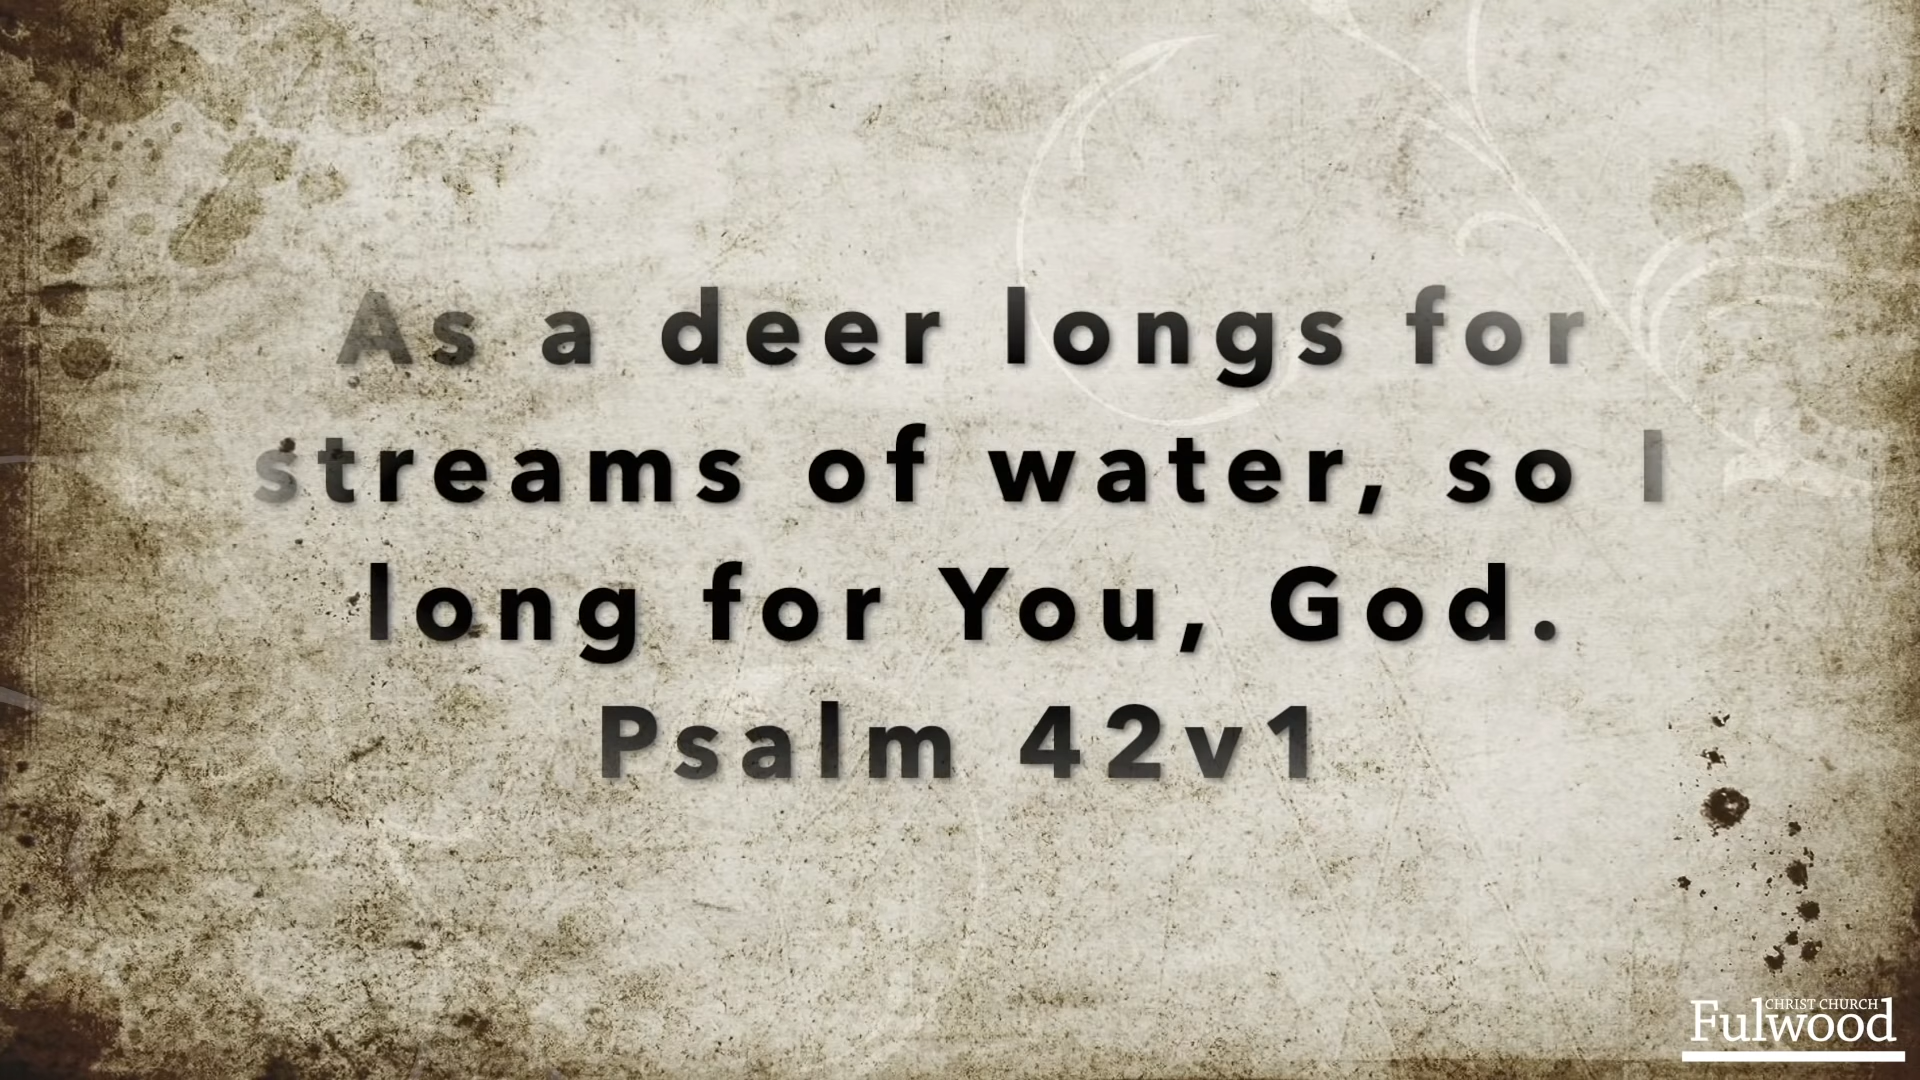 As a deer longs for
streams of water, so I
long for You, God.
Psalm 42v1
CHRIST CHURCH
Fulwood